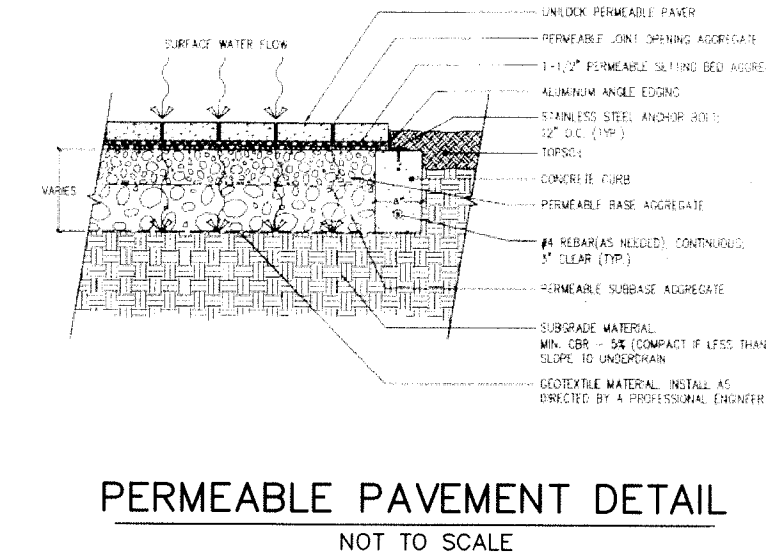 UNILOCK PERMEABLE PAVER
SURFACE WATER FLOW
PERMEABLE JOINT OPENING AGGREGATE
1-1/2" PERMEABLE SETTING BED AGGRE
ALUMINUM ANGLE EDGING
STAINLESS STEEL ANCHOR BOLT;
12" O.C. (TYP.)
TOPSOIL
VARIES
CONCRETE CURB
8"
PERMEABLE BASE AGGREGATE
#4 REBAR(AS NEEDED), CONTINUOUS;
3" CLEAR (TYP.)
PERMEABLE SUBBASE AGGREGATE
SUBGRADE MATERIAL
MIN. CBR - 5% (COMPACT IF LESS THAN
SLOPE TO UNDERDRAIN
GEOTEXTILE MATERIAL. INSTALL AS
DIRECTED BY A PROFESSIONAL ENGINEER
PERMEABLE PAVEMENT DETAIL
NOT TO SCALE